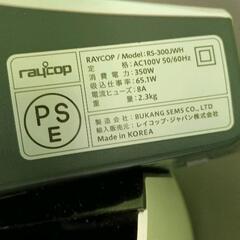 raycop
RAYCOP / Model: RS-300JWH
定格：AC100V 50/60Hz
消費電力：350W
吸込仕事率：65.1W
電流ヒューズ：8A
重量：2.3kg
PS
E
製造元：BUKANG SEMS CO., LTD
販売元：レイコップ・ジャパン株式会社
Made in KOREA